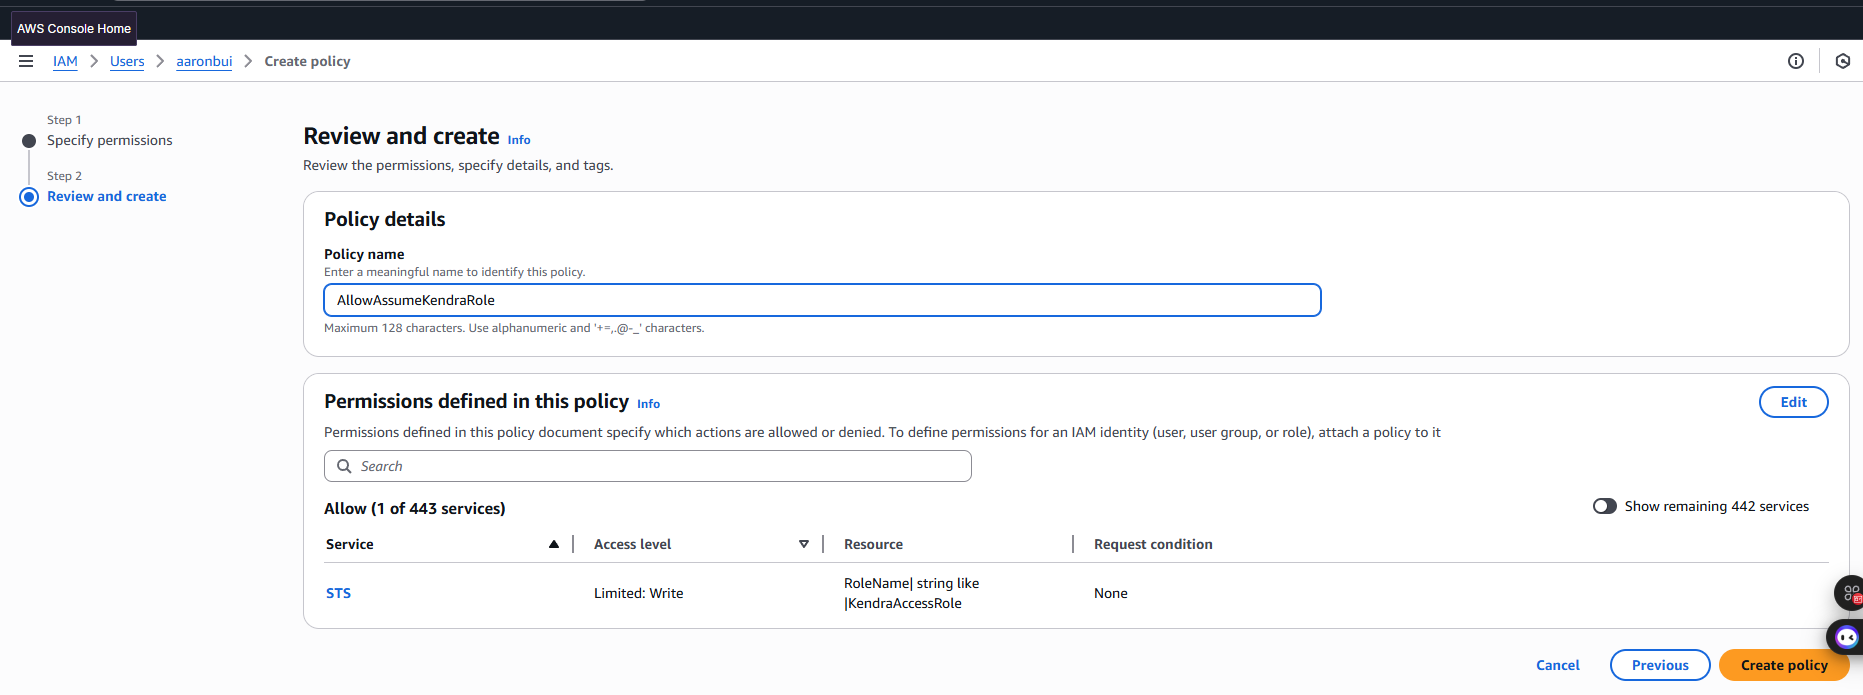 AWS Console Home
IAM > Users > aaronbui > Create policy
Step 1
Specify permissions
Step 2
Review and create
Review and create Info
Review the permissions, specify details, and tags.
Policy details
Policy name
Enter a meaningful name to identify this policy.
AllowAssumeKendraRole
Maximum 128 characters. Use alphanumeric and '+=,.@-_' characters.
Permissions defined in this policy Info
Edit
Permissions defined in this policy document specify which actions are allowed or denied. To define permissions for an IAM identity (user, user group, or role), attach a policy to it
Search
Allow (1 of 443 services)
Show remaining 442 services
Service Access level Resource Request condition
STS Limited: Write RoleName| string like |KendraAccessRole None
Cancel Previous Create policy